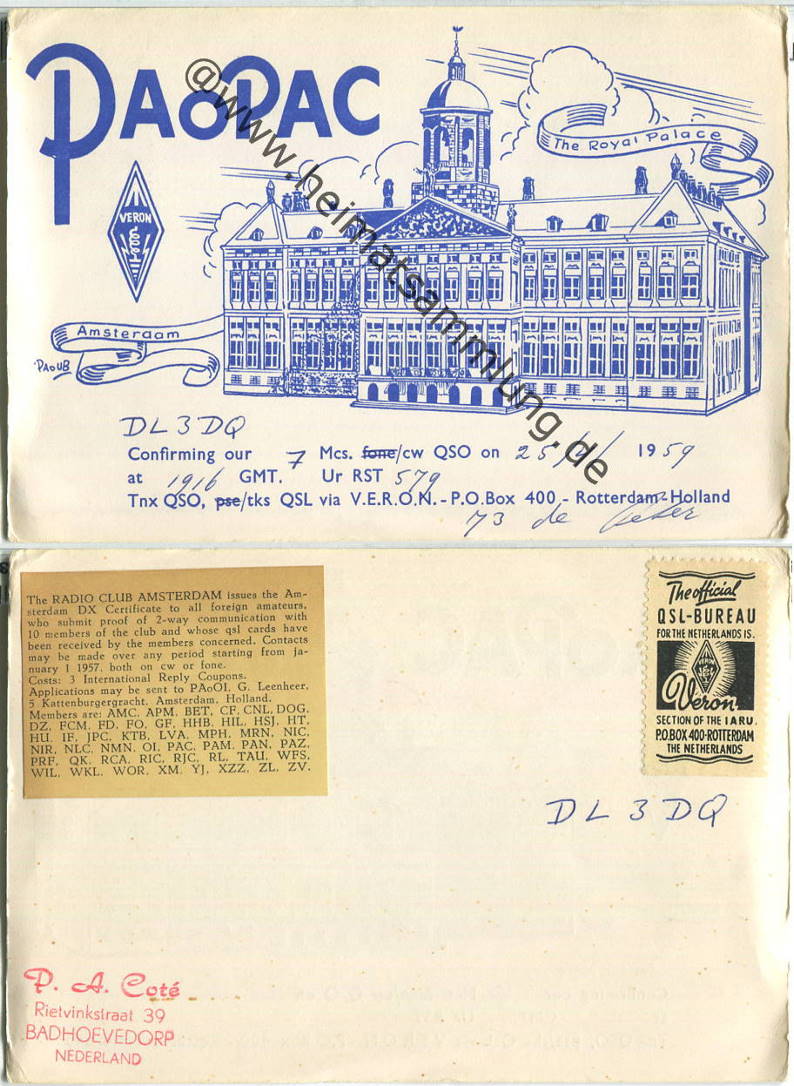 PAoPAC
The Royal Palace
VERON
Amsterdam
PAoUB
DL3DQ
Confirming our 7 Mcs. fone/cw QSO on 25/4/ 1959
at 1916 GMT. Ur RST 579
Tnx QSO, pse/tks QSL via V.E.R.O.N. - P.O.Box 400 - Rotterdam-Holland
73 de
@www.heimatsammlung.de
The RADIO CLUB AMSTERDAM issues the Am-
sterdam DX Certificate to all foreign amateurs,
who submit proof of 2-way communication with
10 members of the club and whose qsl cards have
been received by the members concerned. Contacts
may be made over any period starting from ja-
nuary 1 1957, both on cw or fone.
Costs: 3 International Reply Coupons.
Applications may be sent to PAoOI, G. Leenheer,
5 Kattenburgergracht, Amsterdam, Holland.
Members are: AMC, APM, BET, CF, CNL, DOG,
DZ, FCM, FD, FO, GF, HHB, HIL, HSJ, HT,
HU, IF, JPC, KTB, LVA, MPH, MRN, NIC,
NIR, NLC, NMN, OI, PAC, PAM, PAN, PAZ,
PRF, QK, RCA, RIC, RJC, RL, TAU, WFS,
WIL, WKL, WOR, XM, YJ, XZZ, ZL, ZV.
The official
QSL-BUREAU
FOR THE NETHERLANDS IS.
VERON
Veron
SECTION OF THE IARU.
P.O.BOX 400-ROTTERDAM
THE NETHERLANDS
DL3DQ
P. A. Coté
Rietvinkstraat 39
BADHOEVEDORP
NEDERLAND